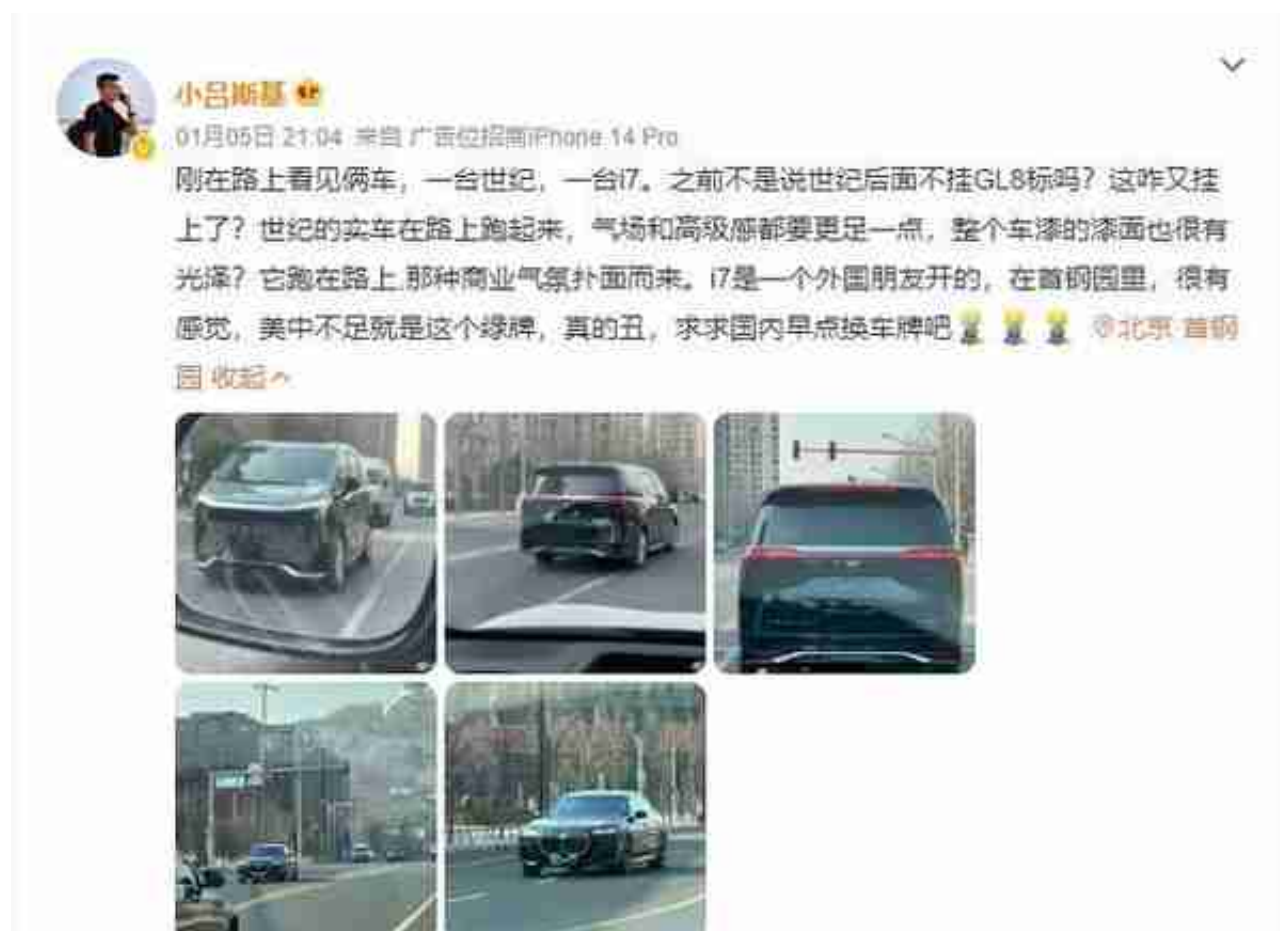 小吕斯基
01月05日 21:04 来自 广告位招商iPhone 14 Pro
刚在路上看见俩车，一台世纪，一台i7。之前不是说世纪后面不挂GL8标吗？这咋又挂
上了？世纪的实车在路上跑起来，气场和高级感都要更足一点，整个车漆的漆面也很有
光泽？它跑在路上,那种商业气氛扑面而来。i7是一个外国朋友开的，在首钢园里，很有
感觉，美中不足就是这个绿牌，真的丑，求求国内早点换车牌吧 北京·首钢
园 收起